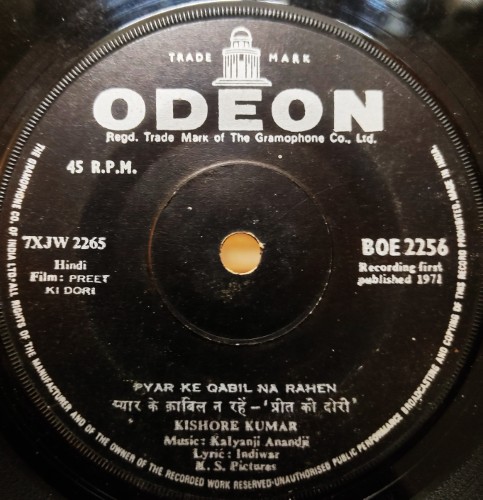 TRADE MARK
ODEON
Regd. Trade Mark of The Gramophone Co., Ltd.
45 R.P.M.
7XJW 2265
Hindi
Film: PREET
KI DORI
BOE 2256
Recording first
published 1971
PYAR KE QABIL NA RAHEN
प्यार के क़ाबिल न रहें - 'प्रीत की दोरी'
KISHORE KUMAR
Music: Kalyanji Anandji
Lyric: Indiwar
K. S. Pictures
THE GRAMOPHONE CO. OF INDIA LTD·ALL RIGHTS OF THE MANUFACTURER AND OF THE OWNER OF THE RECORDED WORK RESERVED-UNAUTHORISED PUBLIC PERFORMANCE BROADCASTING AND COPYING OF THIS RECORD PROHIBITED. MADE IN INDIA.